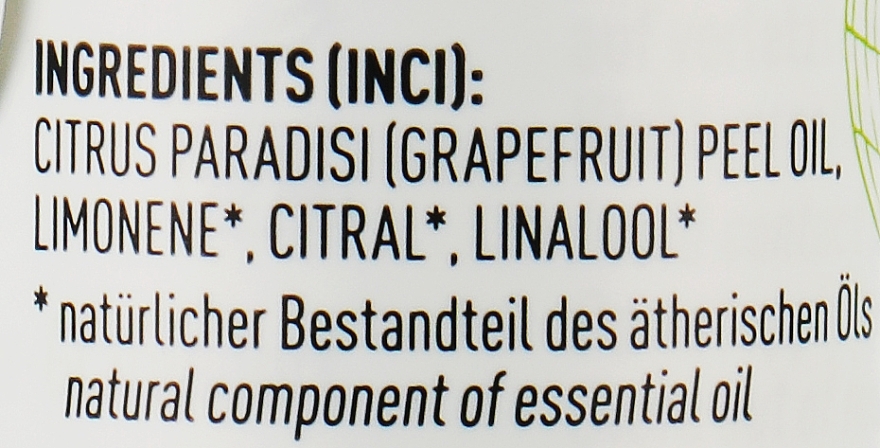 INGREDIENTS (INCI):
CITRUS PARADISI (GRAPEFRUIT) PEEL OIL,
LIMONENE*, CITRAL*, LINALOOL*
* natürlicher Bestandteil des ätherischen Öls
natural component of essential oil